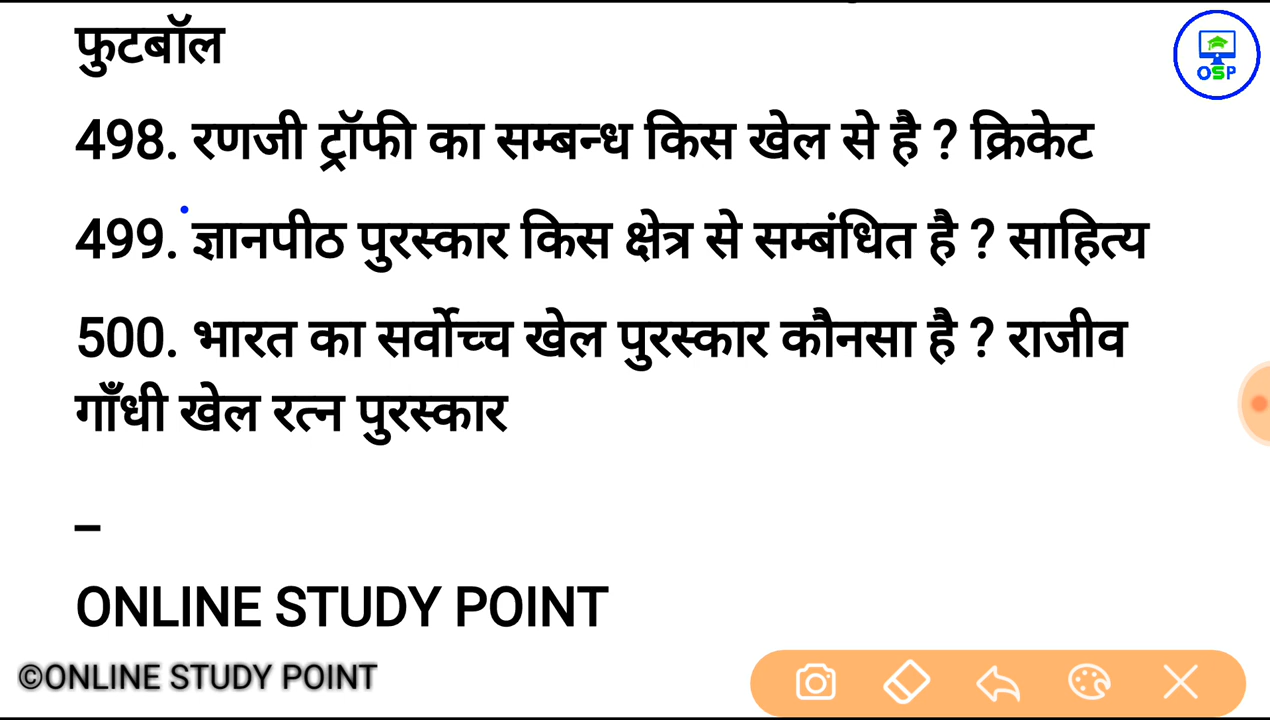 फुटबॉल
OSP
498. रणजी ट्रॉफी का सम्बन्ध किस खेल से है ? क्रिकेट
499. ज्ञानपीठ पुरस्कार किस क्षेत्र से सम्बंधित है ? साहित्य
500. भारत का सर्वोच्च खेल पुरस्कार कौनसा है ? राजीव
गाँधी खेल रत्न पुरस्कार
–
ONLINE STUDY POINT
©ONLINE STUDY POINT